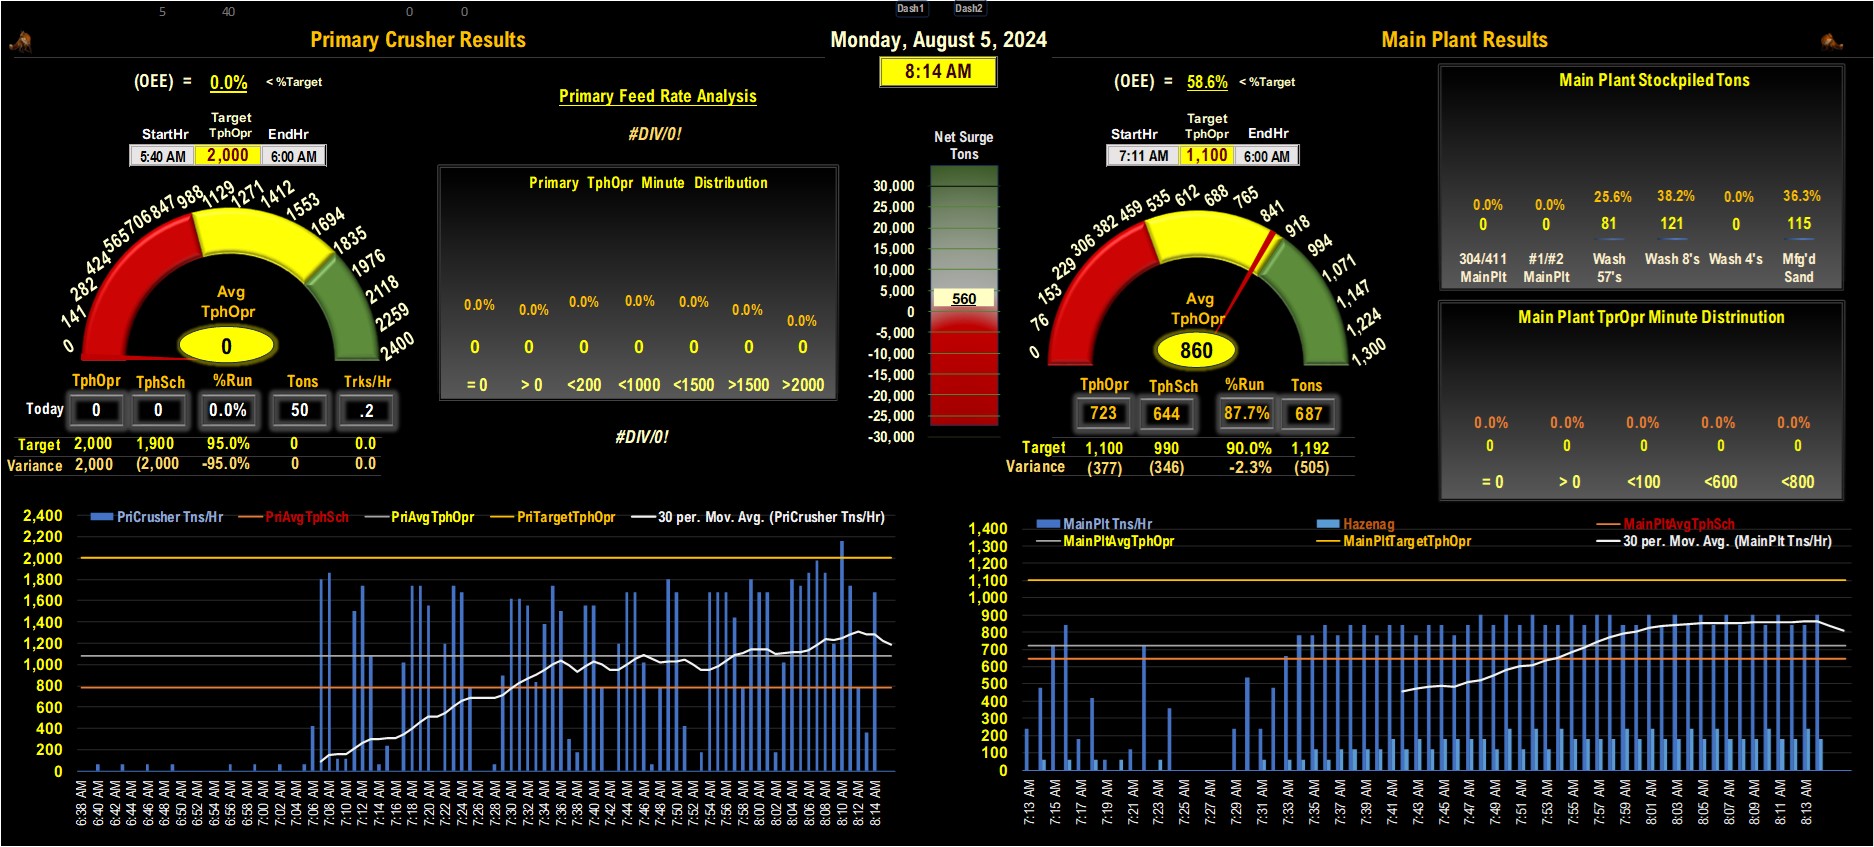 5 40 0 0 Dash1 Dash2
Primary Crusher Results
Monday, August 5, 2024
Main Plant Results
8:14 AM
(OEE) = 0.0% < %Target
Target
StartHr TphOpr EndHr
5:40 AM 2,000 6:00 AM
0 141 282 424 565 706 847 988 1129 1271 1412 1553 1694 1835 1976 2118 2259 2400
Avg
TphOpr
0
TphOpr TphSch %Run Tons Trks/Hr
Today 0 0 0.0% 50 .2
Target 2,000 1,900 95.0% 0 0.0
Variance 2,000 (2,000 -95.0% 0 0.0
Primary Feed Rate Analysis
#DIV/0!
Primary TphOpr Minute Distribution
0.0% 0.0% 0.0% 0.0% 0.0% 0.0% 0.0%
0 0 0 0 0 0 0
= 0 > 0 <200 <1000 <1500 >1500 >2000
#DIV/0!
Net Surge
Tons
30,000
25,000
20,000
15,000
10,000
5,000
560
0
-5,000
-10,000
-15,000
-20,000
-25,000
-30,000
(OEE) = 58.6% < %Target
Target
StartHr TphOpr EndHr
7:11 AM 1,100 6:00 AM
0 76 153 229 306 382 459 535 612 688 765 841 918 994 1,071 1,147 1,224 1,300
Avg
TphOpr
860
TphOpr TphSch %Run Tons
723 644 87.7% 687
Target 1,100 990 90.0% 1,192
Variance (377) (346) -2.3% (505)
Main Plant Stockpiled Tons
0.0% 0.0% 25.6% 38.2% 0.0% 36.3%
0 0 81 121 0 115
304/411 #1/#2 Wash Wash 8's Wash 4's Mfg'd
MainPlt MainPlt 57's Sand
Main Plant TprOpr Minute Distrinution
0.0% 0.0% 0.0% 0.0% 0.0%
0 0 0 0 0
= 0 > 0 <100 <600 <800
PriCrusher Tns/Hr PriAvgTphSch PriAvgTphOpr PriTargetTphOpr 30 per. Mov. Avg. (PriCrusher Tns/Hr)
2,400
2,200
2,000
1,800
1,600
1,400
1,200
1,000
800
600
400
200
0
6:38 AM 6:40 AM 6:42 AM 6:44 AM 6:46 AM 6:48 AM 6:50 AM 6:52 AM 6:54 AM 6:56 AM 6:58 AM 7:00 AM 7:02 AM 7:04 AM 7:06 AM 7:08 AM 7:10 AM 7:12 AM 7:14 AM 7:16 AM 7:18 AM 7:20 AM 7:22 AM 7:24 AM 7:26 AM 7:28 AM 7:30 AM 7:32 AM 7:34 AM 7:36 AM 7:38 AM 7:40 AM 7:42 AM 7:44 AM 7:46 AM 7:48 AM 7:50 AM 7:52 AM 7:54 AM 7:56 AM 7:58 AM 8:00 AM 8:02 AM 8:04 AM 8:06 AM 8:08 AM 8:10 AM 8:12 AM 8:14 AM
MainPlt Tns/Hr Hazenag MainPltAvgTphSch
MainPltAvgTphOpr MainPltTargetTphOpr 30 per. Mov. Avg. (MainPlt Tns/Hr)
1,400
1,300
1,200
1,100
1,000
900
800
700
600
500
400
300
200
100
0
7:13 AM 7:15 AM 7:17 AM 7:19 AM 7:21 AM 7:23 AM 7:25 AM 7:27 AM 7:29 AM 7:31 AM 7:33 AM 7:35 AM 7:37 AM 7:39 AM 7:41 AM 7:43 AM 7:45 AM 7:47 AM 7:49 AM 7:51 AM 7:53 AM 7:55 AM 7:57 AM 7:59 AM 8:01 AM 8:03 AM 8:05 AM 8:07 AM 8:09 AM 8:11 AM 8:13 AM